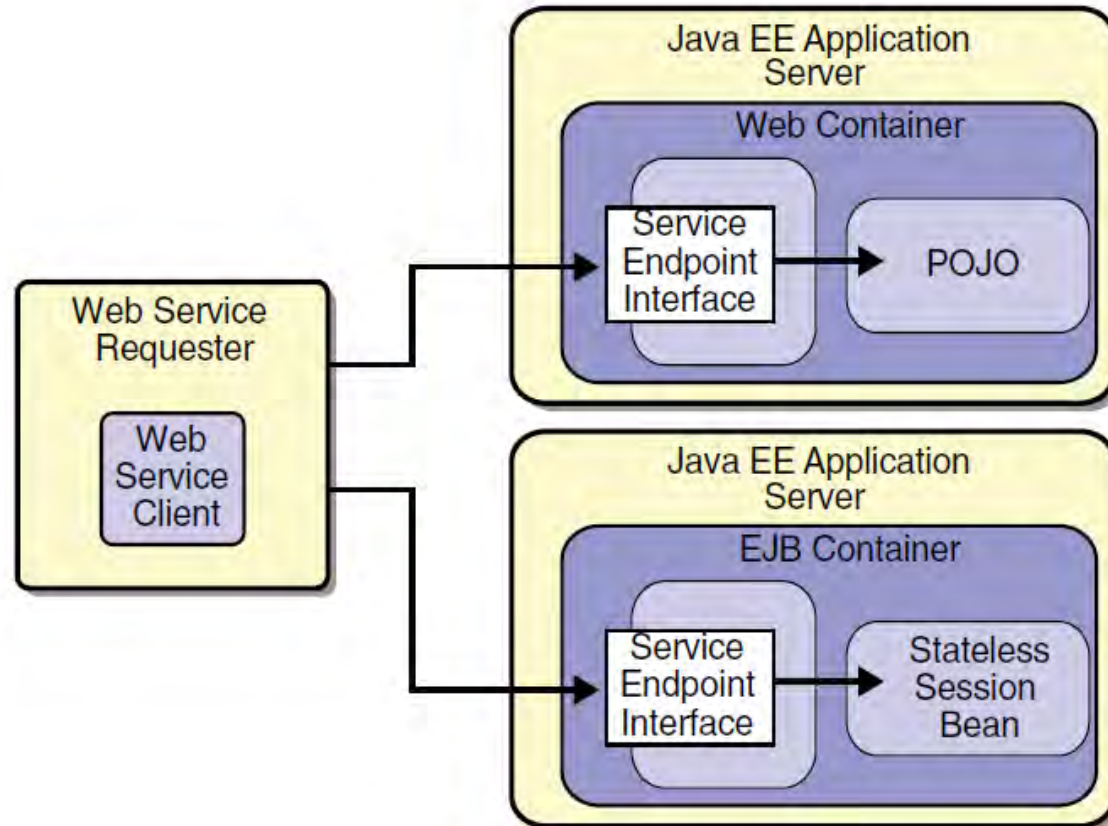 Java EE Application
Server
Web Container
Service
Endpoint
Interface
POJO
Web Service
Requester
Web
Service
Client
Java EE Application
Server
EJB Container
Service
Endpoint
Interface
Stateless
Session
Bean